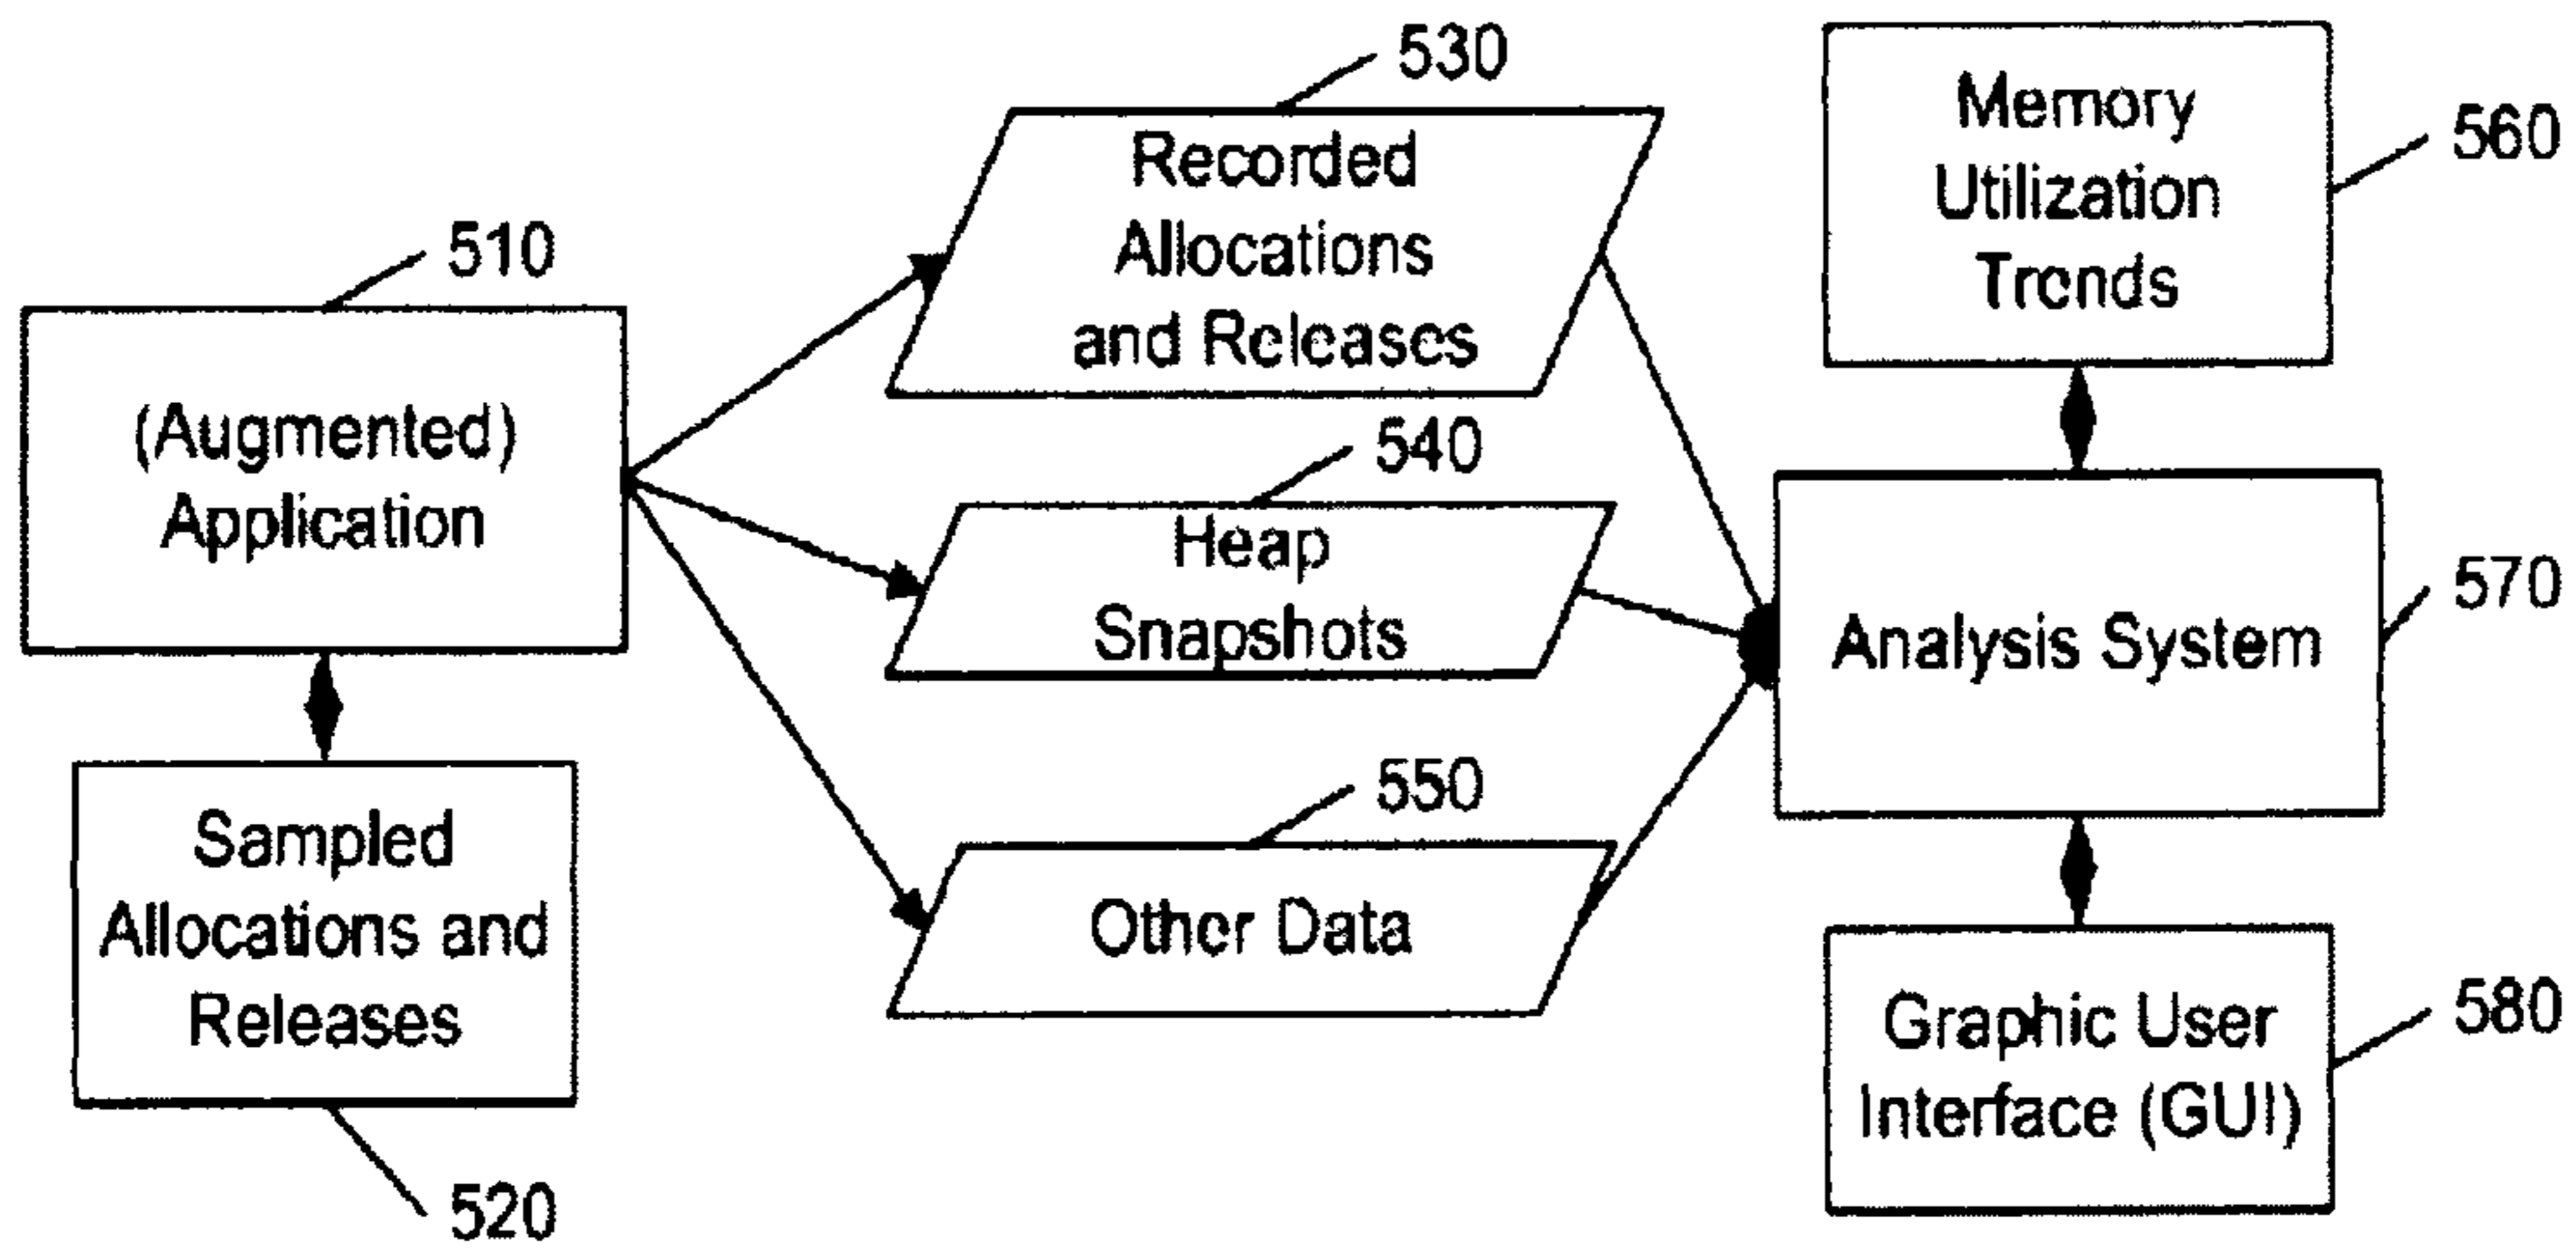 510
(Augmented)
Application
Sampled
Allocations and
Releases
520
530
Recorded
Allocations
and Releases
540
Heap
Snapshots
550
Other Data
Memory
Utilization
Trends
560
Analysis System
570
Graphic User
Interface (GUI)
580